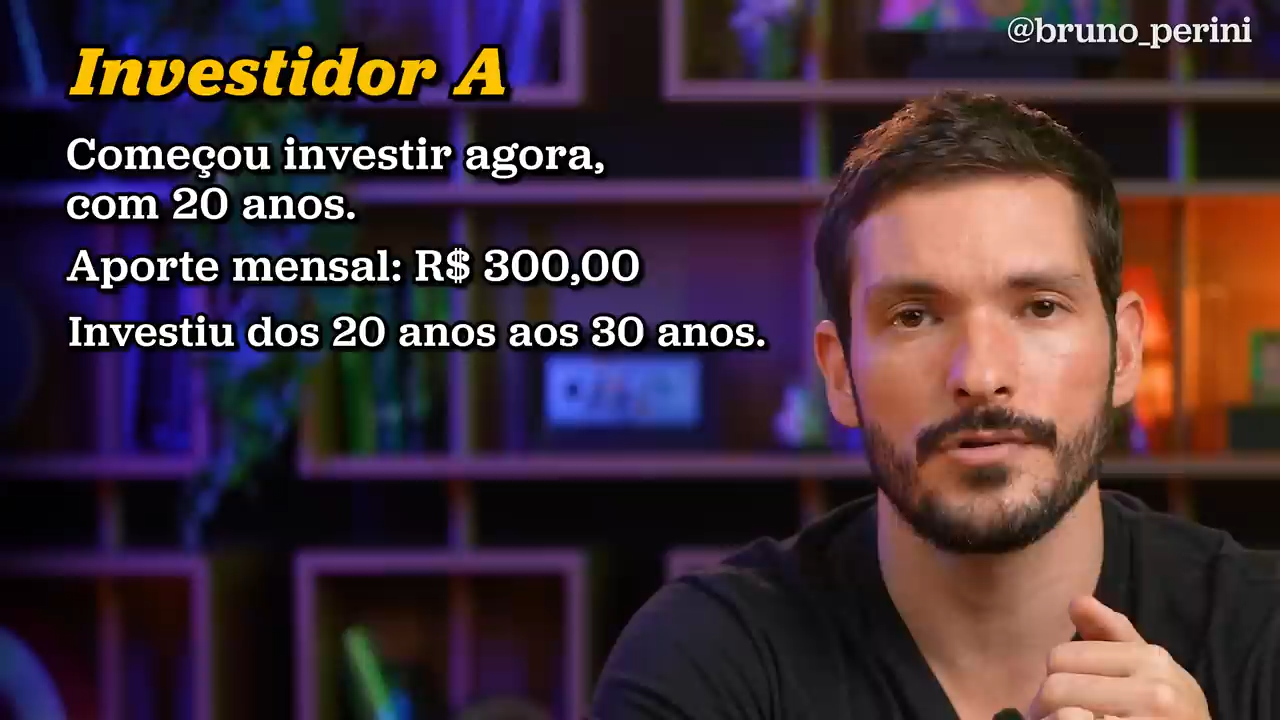 @bruno_perini
Investidor A
Começou investir agora,
com 20 anos.
Aporte mensal: R$ 300,00
Investiu dos 20 anos aos 30 anos.